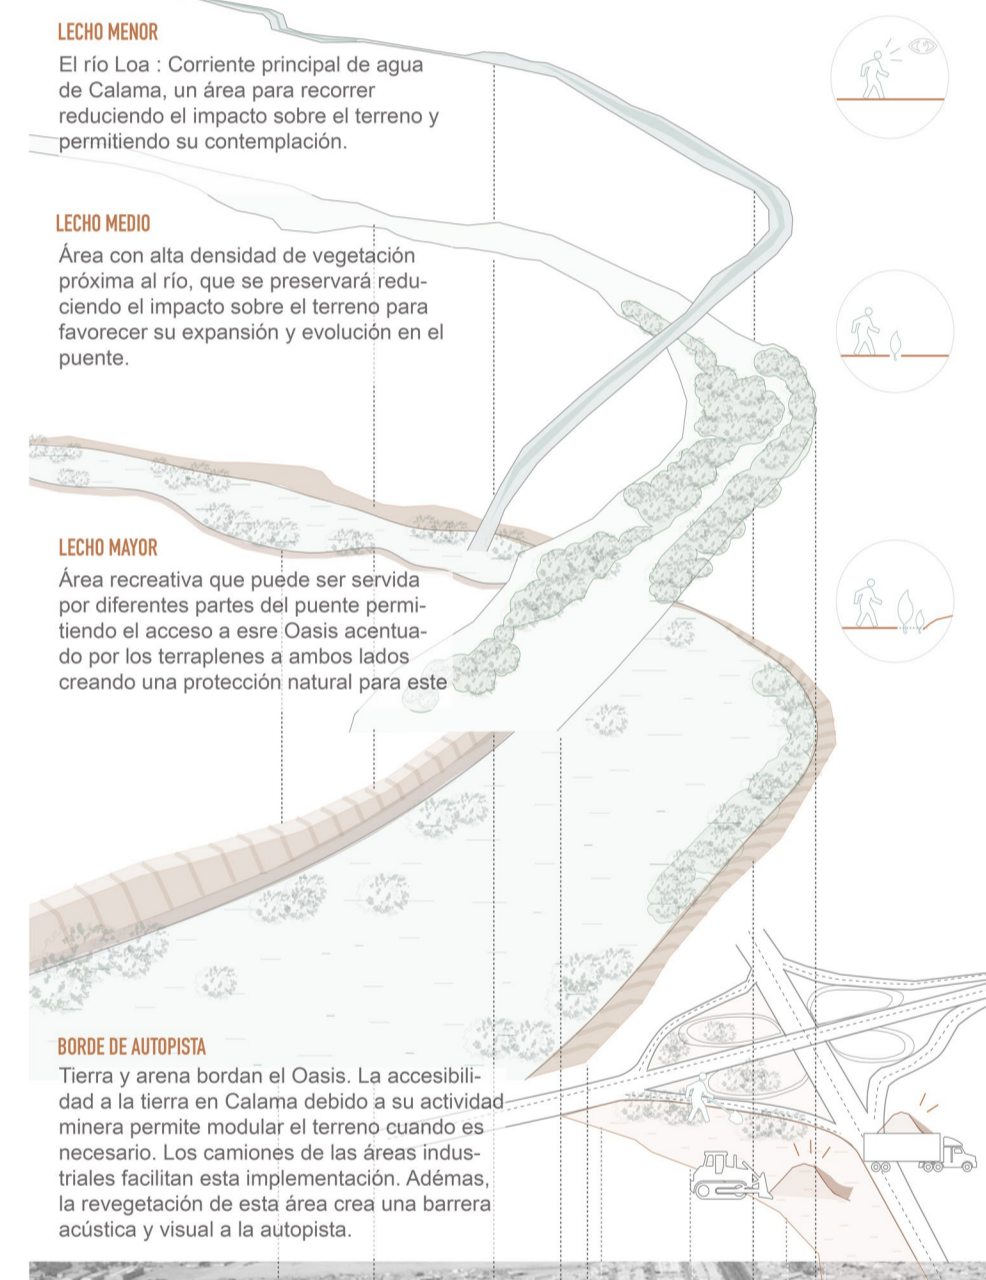 LECHO MENOR
El río Loa : Corriente principal de agua
de Calama, un área para recorrer
reduciendo el impacto sobre el terreno y
permitiendo su contemplación.
LECHO MEDIO
Área con alta densidad de vegetación
próxima al río, que se preservará redu-
ciendo el impacto sobre el terreno para
favorecer su expansión y evolución en el
puente.
LECHO MAYOR
Área recreativa que puede ser servida
por diferentes partes del puente permi-
tiendo el acceso a esre Oasis acentua-
do por los terraplenes a ambos lados
creando una protección natural para este
BORDE DE AUTOPISTA
Tierra y arena bordan el Oasis. La accesibili-
dad a la tierra en Calama debido a su actividad
minera permite modular el terreno cuando es
necesario. Los camiones de las áreas indus-
triales facilitan esta implementación. Adémas,
la revegetación de esta área crea una barrera
acústica y visual a la autopista.